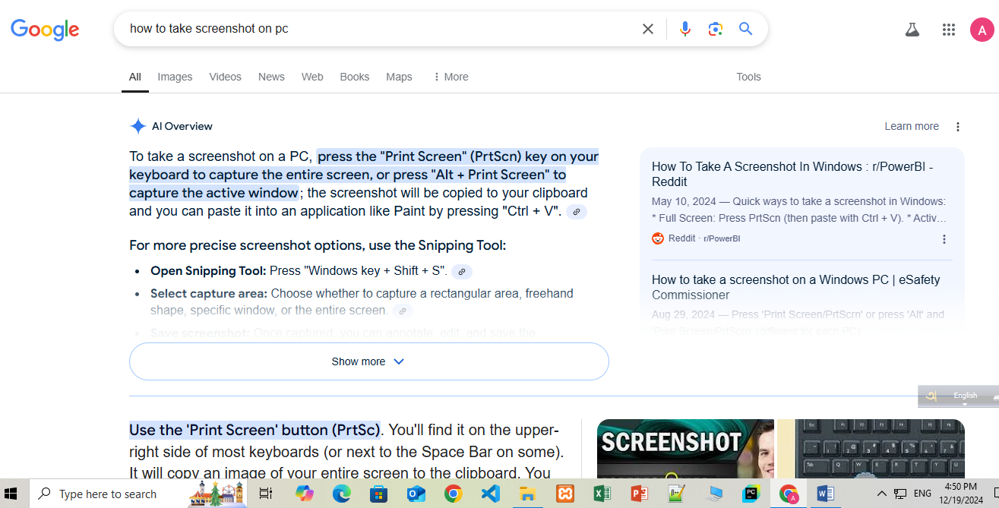 Google
how to take screenshot on pc
A
All Images Videos News Web Books Maps More Tools
AI Overview
Learn more
To take a screenshot on a PC, press the "Print Screen" (PrtScn) key on your
keyboard to capture the entire screen, or press "Alt + Print Screen" to
capture the active window; the screenshot will be copied to your clipboard
and you can paste it into an application like Paint by pressing "Ctrl + V".
For more precise screenshot options, use the Snipping Tool:
• Open Snipping Tool: Press "Windows key + Shift + S".
• Select capture area: Choose whether to capture a rectangular area, freehand
shape, specific window, or the entire screen.
• Save screenshot: Once captured, you can annotate, edit, and save the
Show more
How To Take A Screenshot In Windows : r/PowerBI -
Reddit
May 10, 2024 — Quick ways to take a screenshot in Windows:
* Full Screen: Press PrtScn (then paste with Ctrl + V). * Activ...
Reddit · r/PowerBI
How to take a screenshot on a Windows PC | eSafety
Commissioner
Aug 29, 2024 — Press 'Print Screen/PrtScrn' or press 'Alt' and
'Print Screen/PrtScrn' (different for each PC).
অ English
Use the 'Print Screen' button (PrtSc). You'll find it on the upper-
right side of most keyboards (or next to the Space Bar on some).
It will copy an image of your entire screen to the clipboard. You
SCREENSHOT
Tab Q W E R T Y U
Type here to search
A
ENG
4:50 PM
12/19/2024